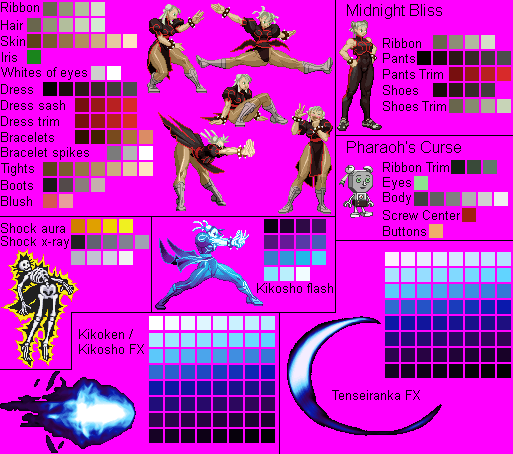 Ribbon
Hair
Skin
Iris
Whites of eyes
Dress
Dress sash
Dress trim
Bracelets
Bracelet spikes
Tights
Boots
Blush
Midnight Bliss
Ribbon
Pants
Pants Trim
Shoes
Shoes Trim
Pharaoh's Curse
Ribbon Trim
Eyes
Body
Screw Center
Buttons
Shock aura
Shock x-ray
Kikosho flash
Kikoken /
Kikosho FX
Tenseiranka FX